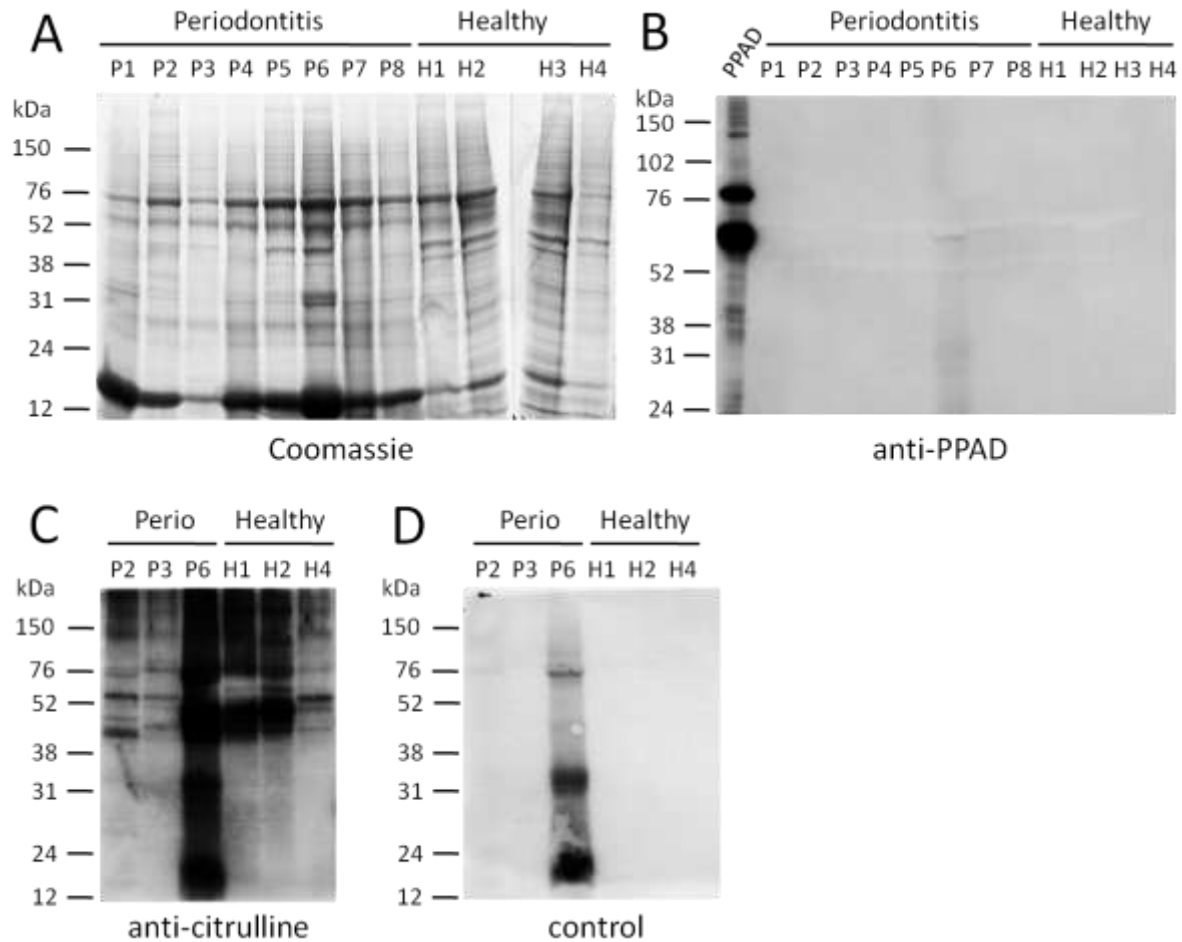 A
Periodontitis Healthy
P1 P2 P3 P4 P5 P6 P7 P8 H1 H2 H3 H4
kDa
150
76
52
38
31
24
12
Coomassie
B
Periodontitis Healthy
PPAD P1 P2 P3 P4 P5 P6 P7 P8 H1 H2 H3 H4
kDa
150
102
76
52
38
31
24
anti-PPAD
C
Perio Healthy
P2 P3 P6 H1 H2 H4
kDa
150
76
52
38
31
24
12
anti-citrulline
D
Perio Healthy
P2 P3 P6 H1 H2 H4
kDa
150
76
52
38
31
24
12
control